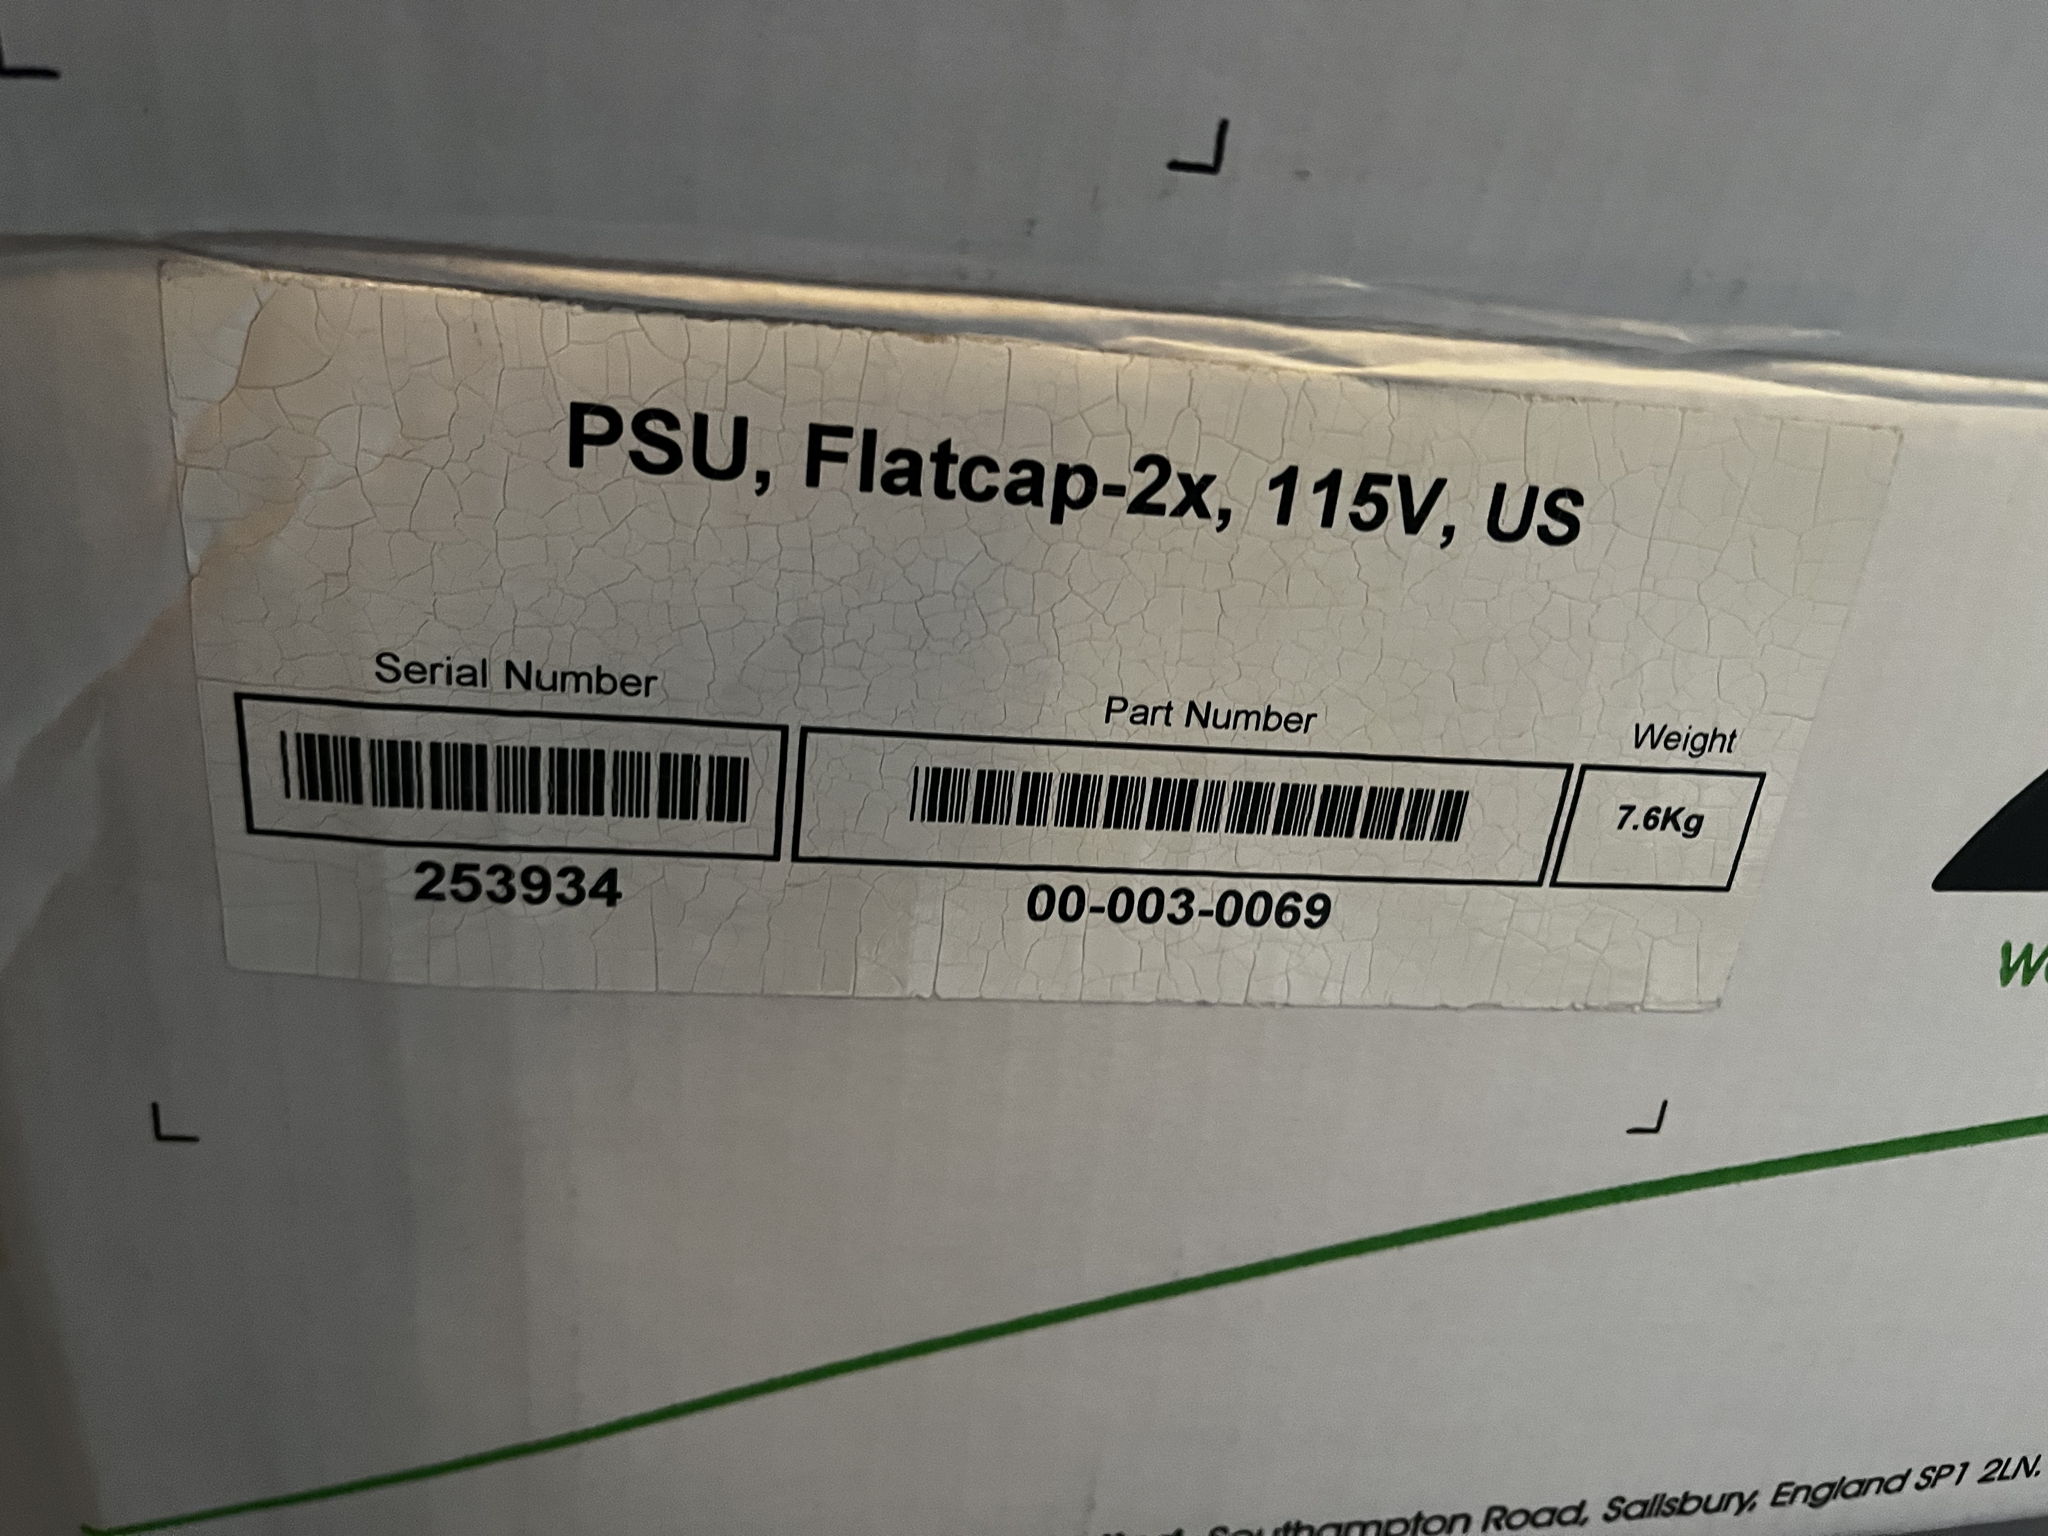 PSU, Flatcap-2x, 115V, US
Serial Number
Part Number
Weight
7.6Kg
253934
00-003-0069
Southampton Road, Salisbury, England SP1 2LN.